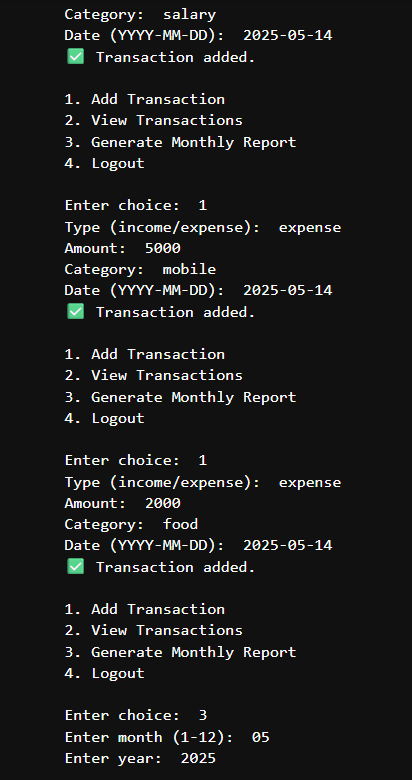 Category:  salary
Date (YYYY-MM-DD):  2025-05-14
✅ Transaction added.
1. Add Transaction
2. View Transactions
3. Generate Monthly Report
4. Logout
Enter choice:  1
Type (income/expense):  expense
Amount:  5000
Category:  mobile
Date (YYYY-MM-DD):  2025-05-14
✅ Transaction added.
1. Add Transaction
2. View Transactions
3. Generate Monthly Report
4. Logout
Enter choice:  1
Type (income/expense):  expense
Amount:  2000
Category:  food
Date (YYYY-MM-DD):  2025-05-14
✅ Transaction added.
1. Add Transaction
2. View Transactions
3. Generate Monthly Report
4. Logout
Enter choice:  3
Enter month (1-12):  05
Enter year:  2025